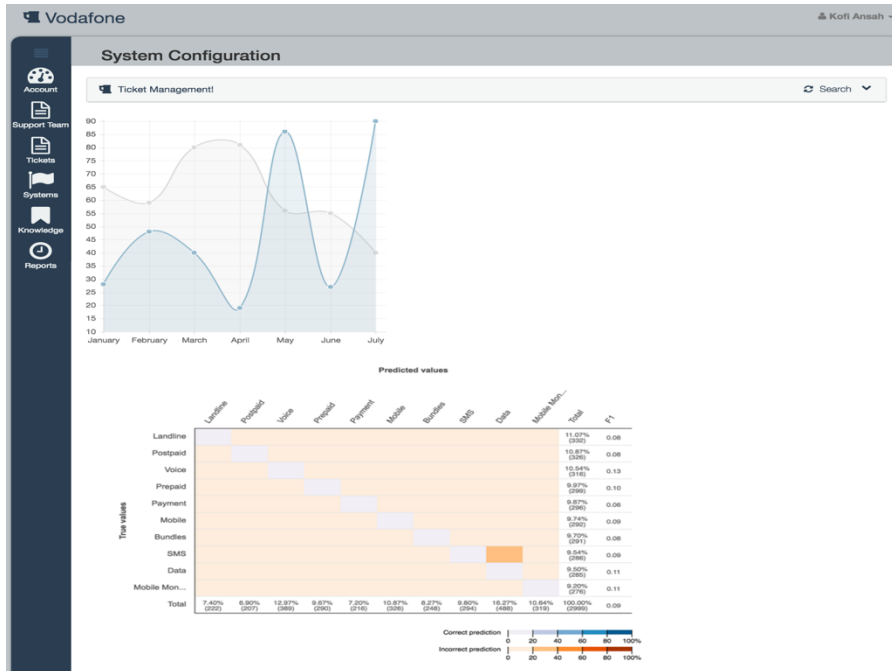 Vodafone
Kofi Ansah
System Configuration
Account
Support Team
Tickets
Systems
Knowledge
Reports
Ticket Management!
Search
90
85
80
75
70
65
60
55
50
45
40
35
30
25
20
15
10
January February March April May June July
Predicted values
Landline Postpaid Voice Prepaid Payment Mobile Bundles SMS Data Mobile Mon... Total F1
True values
Landline 11.07% (332) 0.08
Postpaid 10.87% (326) 0.08
Voice 10.54% (316) 0.13
Prepaid 9.97% (299) 0.10
Payment 9.87% (296) 0.06
Mobile 9.74% (292) 0.09
Bundles 9.70% (291) 0.08
SMS 9.54% (286) 0.09
Data 9.50% (285) 0.11
Mobile Mon... 9.20% (276) 0.11
Total 7.40% (222) 6.90% (207) 12.97% (389) 9.67% (290) 7.20% (216) 10.87% (326) 8.27% (248) 9.80% (294) 16.27% (488) 10.64% (319) 100.00% (2999) 0.09
Correct prediction
0 20 40 60 80 100%
Incorrect prediction
0 20 40 60 80 100%